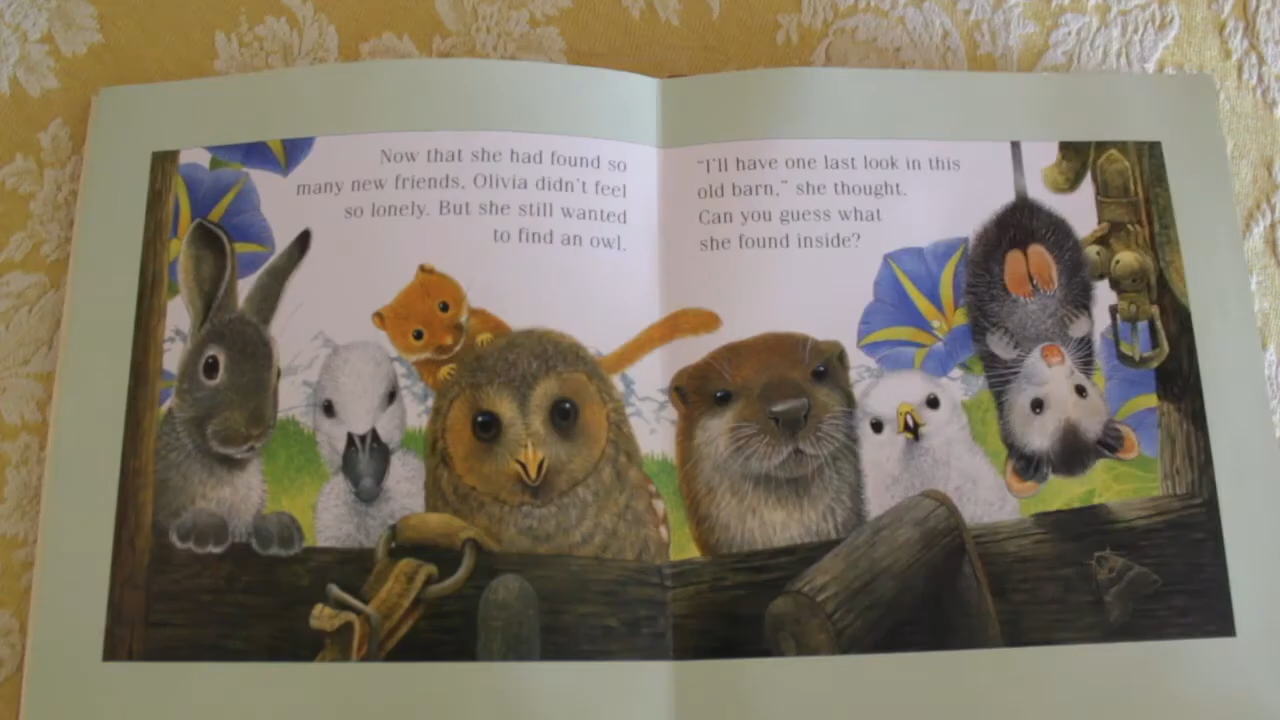 Now that she had found so
many new friends, Olivia didn't feel
so lonely. But she still wanted
to find an owl.
"I'll have one last look in this
old barn," she thought.
Can you guess what
she found inside?